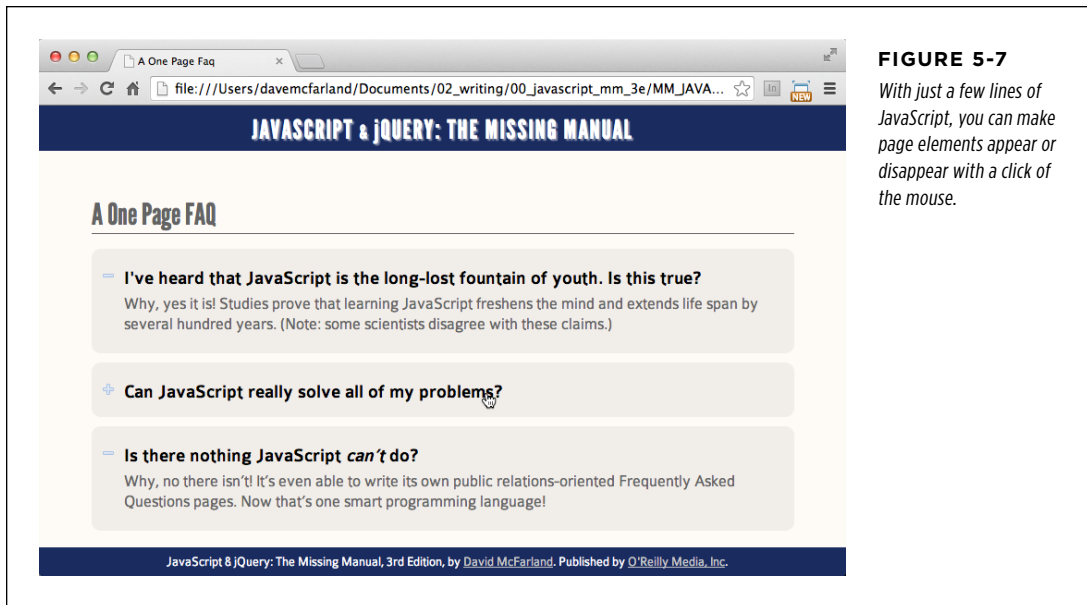 A One Page Faq
file:///Users/davemcfarland/Documents/02_writing/00_javascript_mm_3e/MM_JAVA...
in
NEW
JAVASCRIPT & jQUERY: THE MISSING MANUAL
A One Page FAQ
I've heard that JavaScript is the long-lost fountain of youth. Is this true?
Why, yes it is! Studies prove that learning JavaScript freshens the mind and extends life span by
several hundred years. (Note: some scientists disagree with these claims.)
Can JavaScript really solve all of my problems?
Is there nothing JavaScript can't do?
Why, no there isn't! It's even able to write its own public relations-oriented Frequently Asked
Questions pages. Now that's one smart programming language!
JavaScript & jQuery: The Missing Manual, 3rd Edition, by David McFarland. Published by O'Reilly Media, Inc.
FIGURE 5-7
With just a few lines of
JavaScript, you can make
page elements appear or
disappear with a click of
the mouse.